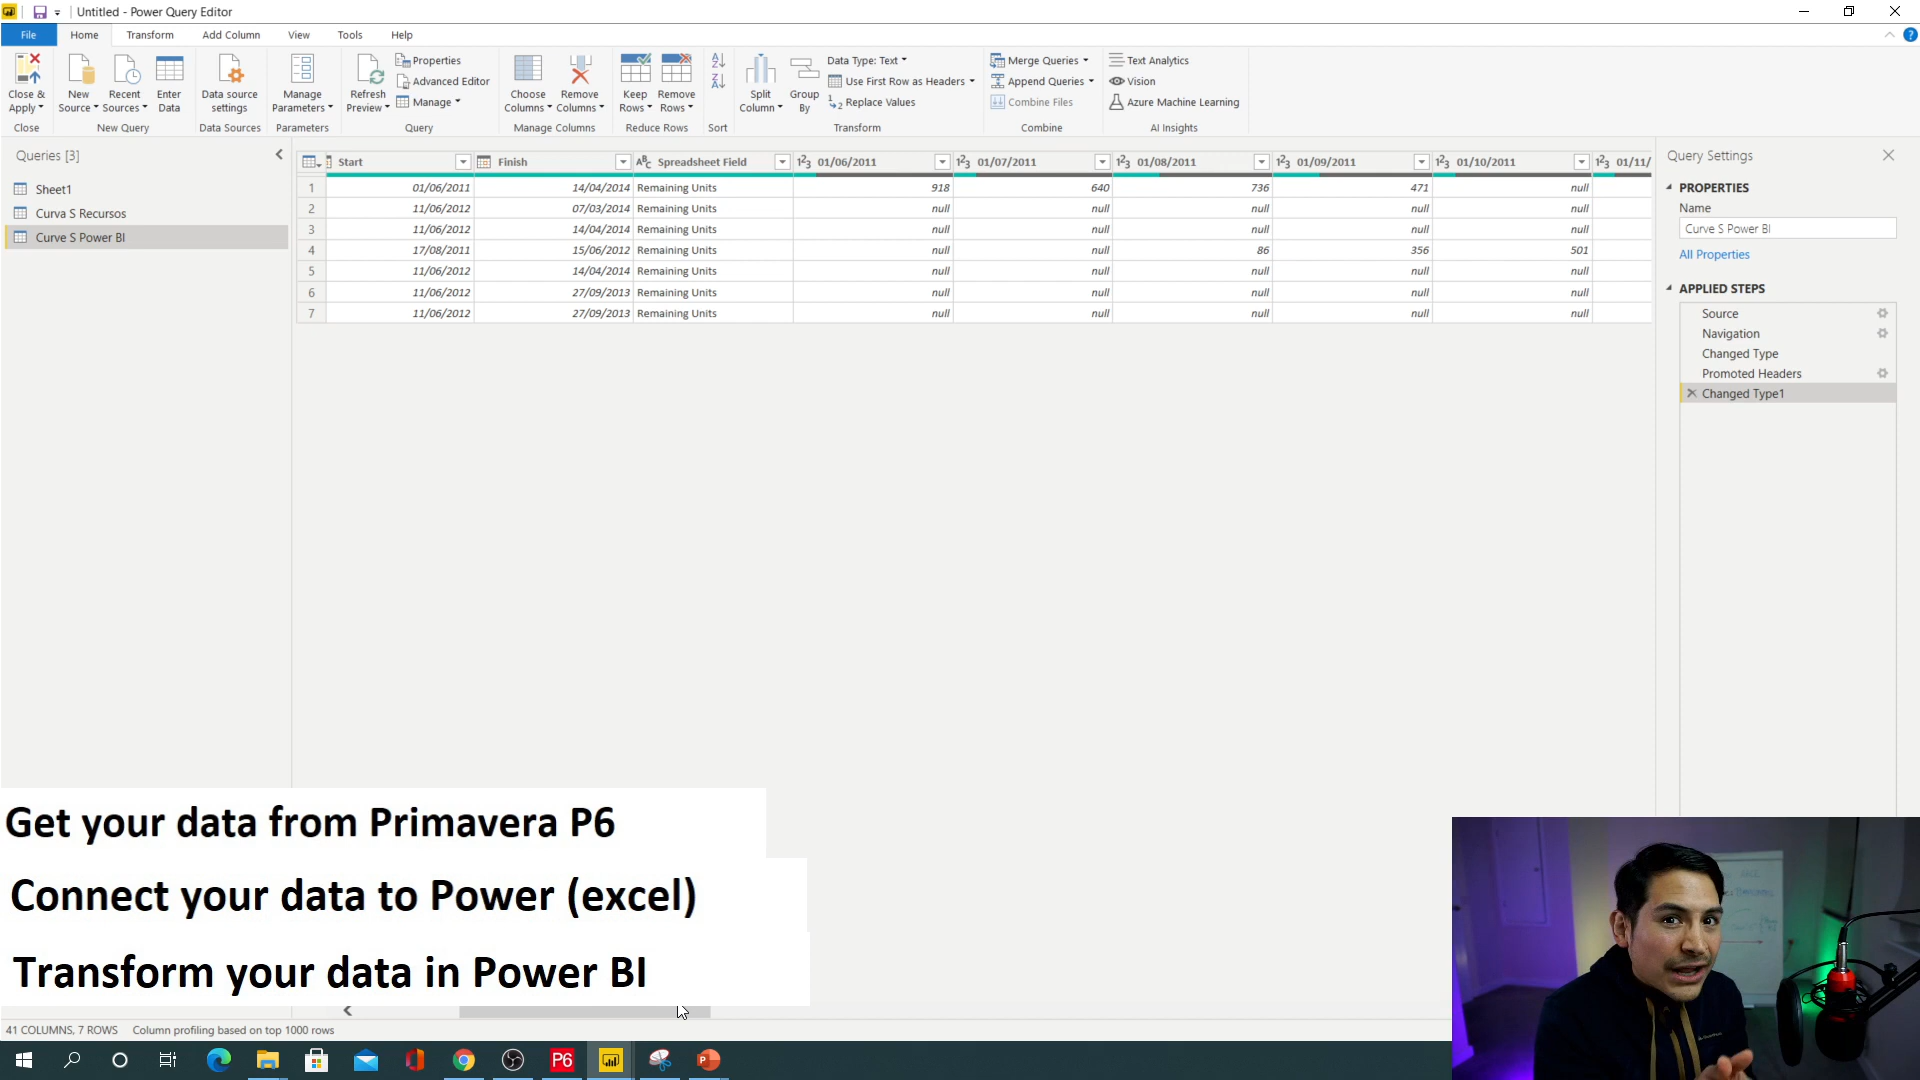 Untitled - Power Query Editor
File Home Transform Add Column View Tools Help
Close & Apply
New Source
Recent Sources
Enter Data
Data source settings
Manage Parameters
Refresh Preview
Properties
Advanced Editor
Manage
Choose Columns
Remove Columns
Keep Rows
Remove Rows
Split Column
Group By
Data Type: Text
Use First Row as Headers
Replace Values
Merge Queries
Append Queries
Combine Files
Text Analytics
Vision
Azure Machine Learning
Close New Query Data Sources Parameters Query Manage Columns Reduce Rows Sort Transform Combine AI Insights
Queries [3]
Sheet1
Curva S Recursos
Curve S Power BI
Start Finish Spreadsheet Field 01/06/2011 01/07/2011 01/08/2011 01/09/2011 01/10/2011 01/11/
1 01/06/2011 14/04/2014 Remaining Units 918 640 736 471 null
2 11/06/2012 07/03/2014 Remaining Units null null null null null
3 11/06/2012 14/04/2014 Remaining Units null null null null null
4 17/08/2011 15/06/2012 Remaining Units null null 86 356 501
5 11/06/2012 14/04/2014 Remaining Units null null null null null
6 11/06/2012 27/09/2013 Remaining Units null null null null null
7 11/06/2012 27/09/2013 Remaining Units null null null null null
Query Settings
PROPERTIES
Name
Curve S Power BI
All Properties
APPLIED STEPS
Source
Navigation
Changed Type
Promoted Headers
Changed Type1
Get your data from Primavera P6
Connect your data to Power (excel)
Transform your data in Power BI
41 COLUMNS, 7 ROWS Column profiling based on top 1000 rows
P6